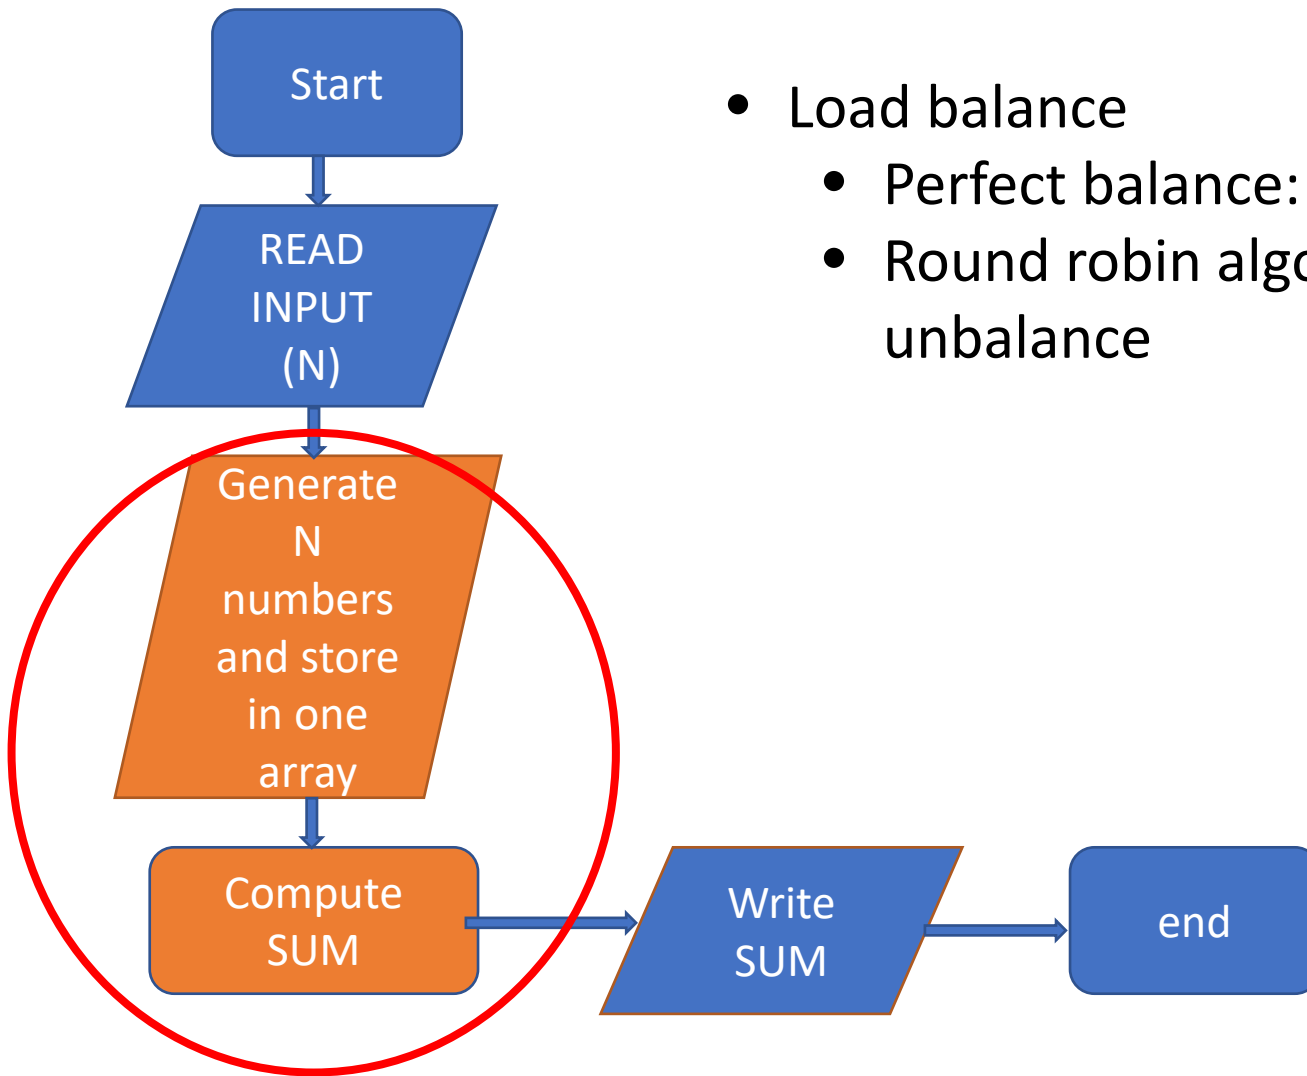 Start
READ
INPUT
(N)
Generate
N
numbers
and store
in one
array
Compute
SUM
Write
SUM
end
• Load balance
• Perfect balance:
• Round robin algo
unbalance